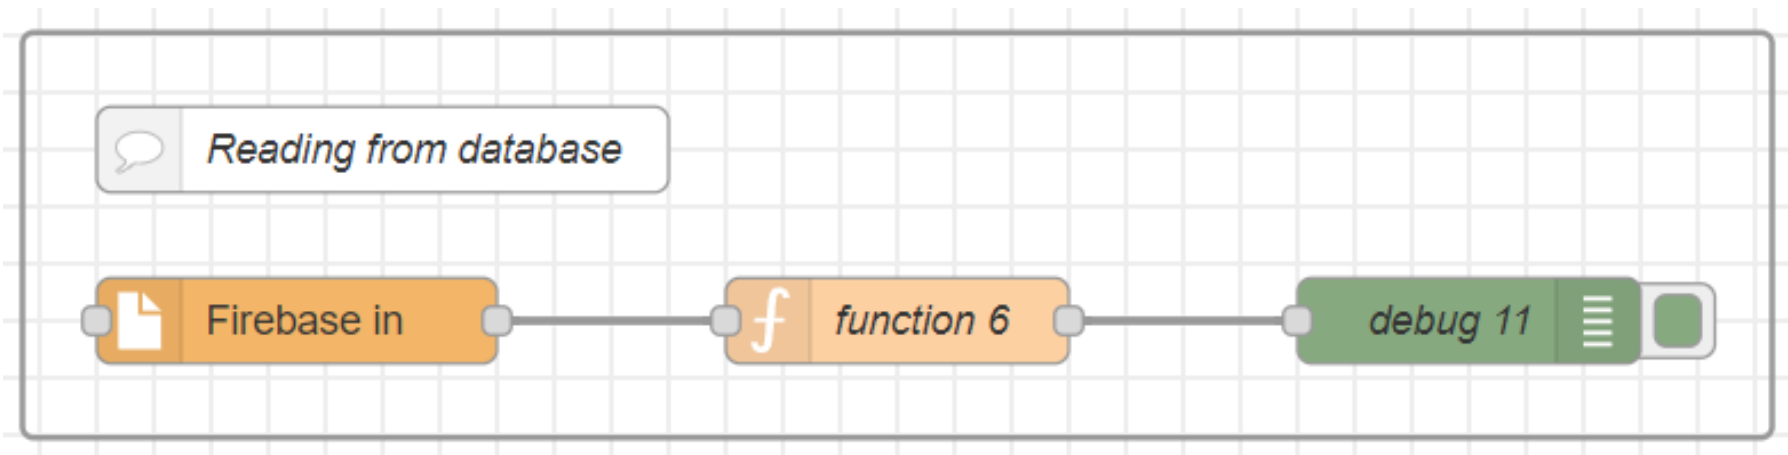 Reading from database
Firebase in
function 6
debug 11